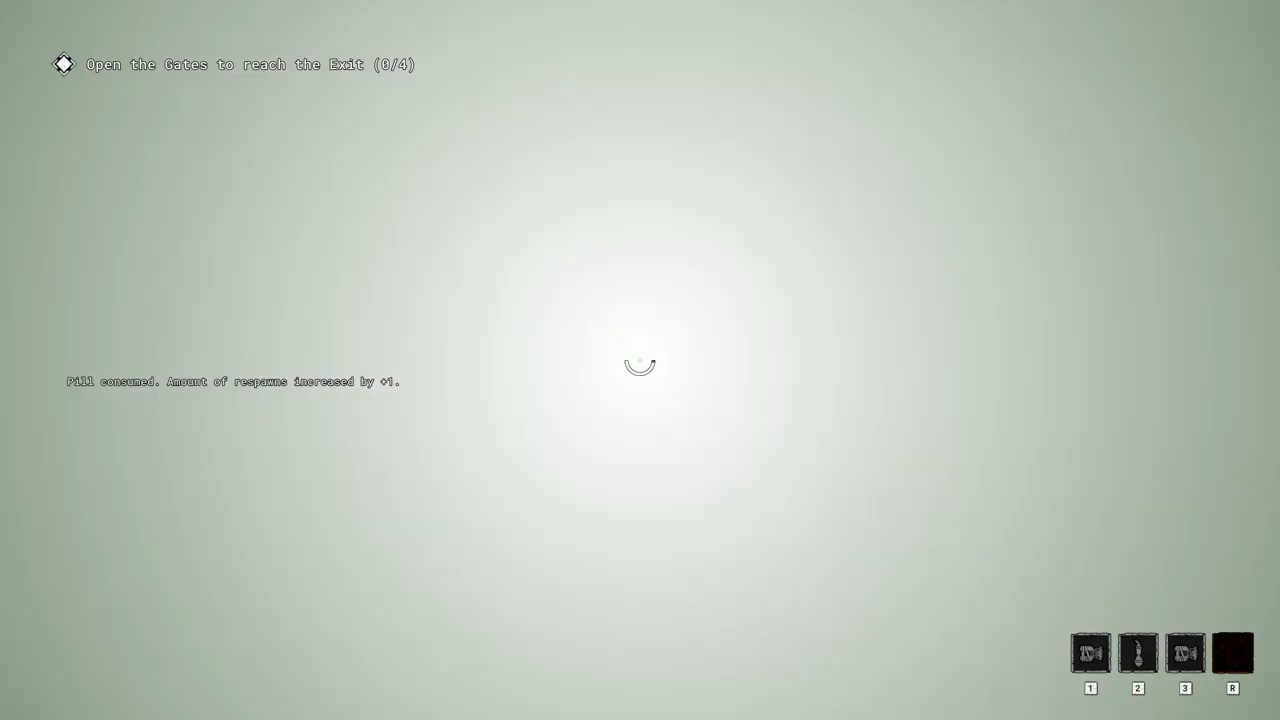 Open the Gates to reach the Exit (0/4)
Pill consumed. Amount of respawns increased by +1.
1 2 3 R